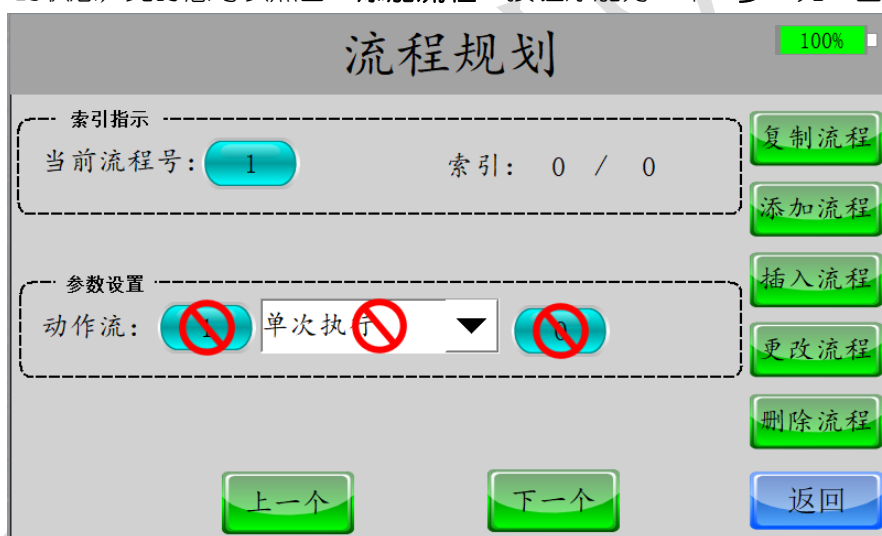 流程规划
100%
索引指示
当前流程号: 1
索引: 0 / 0
参数设置
动作流: 1 单次执行 0
复制流程
添加流程
插入流程
更改流程
删除流程
上一个
下一个
返回